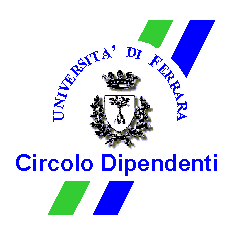 UNIVERSITA' DI FERRARA
Circolo Dipendenti